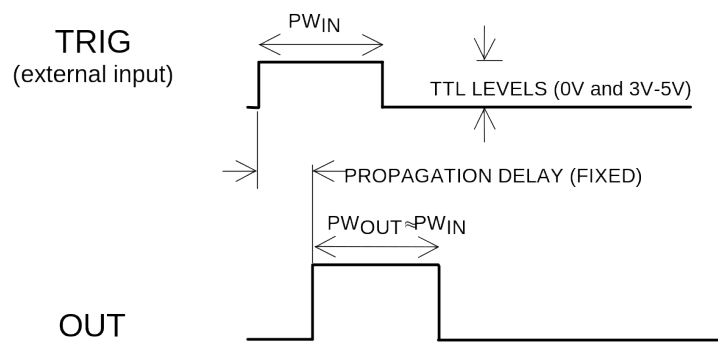 PWIN
TRIG
(external input)
TTL LEVELS (0V and 3V-5V)
PROPAGATION DELAY (FIXED)
PWOUT≈PWIN
OUT